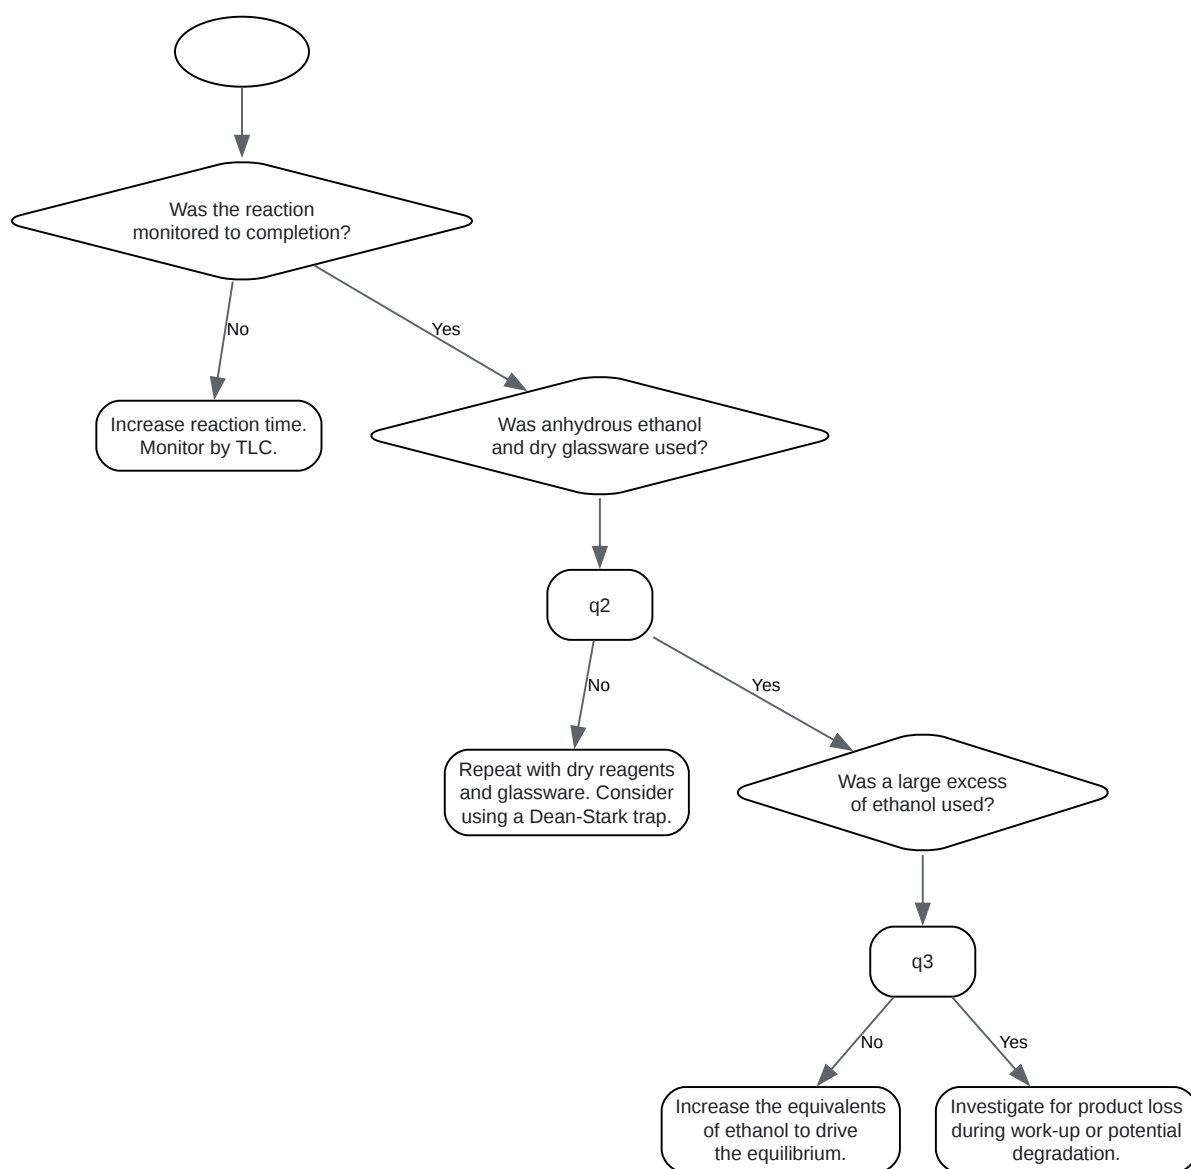 Was the reaction
monitored to completion?
No
Yes
Increase reaction time.
Monitor by TLC.
Was anhydrous ethanol
and dry glassware used?
q2
No
Yes
Repeat with dry reagents
and glassware. Consider
using a Dean-Stark trap.
Was a large excess
of ethanol used?
q3
No
Yes
Increase the equivalents
of ethanol to drive
the equilibrium.
Investigate for product loss
during work-up or potential
degradation.